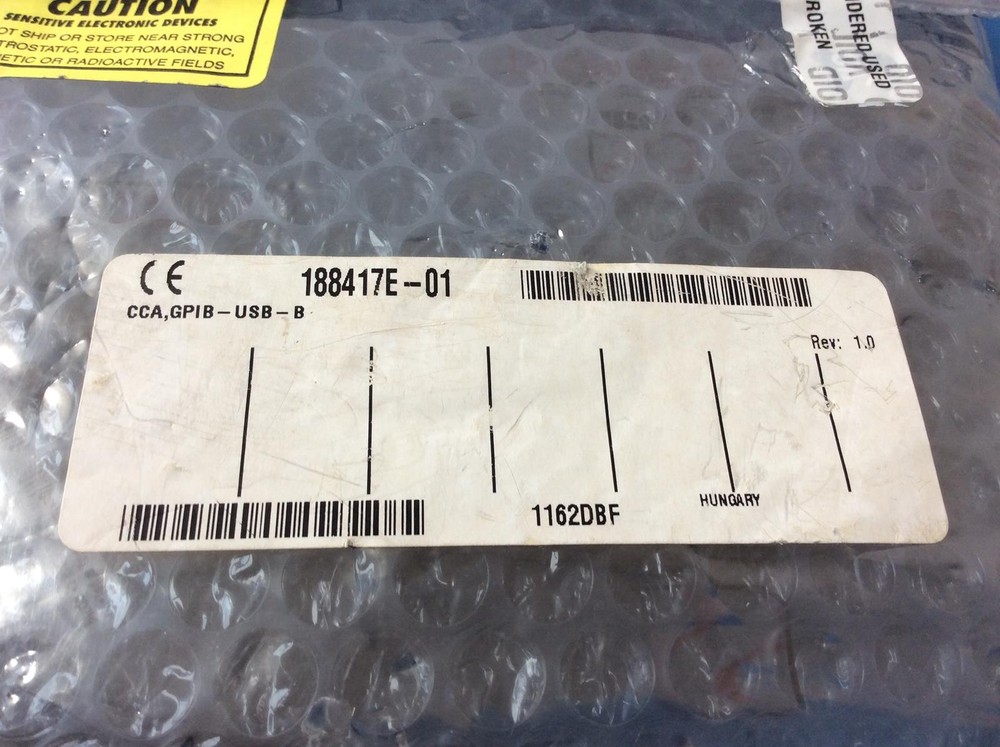 CAUTION
SENSITIVE ELECTRONIC DEVICES
OT SHIP OR STORE NEAR STRONG
TROSTATIC, ELECTROMAGNETIC,
ETIC OR RADIOACTIVE FIELDS
IDERED USED
ROKEN
CE
188417E-01
CCA,GPIB-USB-B
Rev: 1.0
1162DBF
HUNGARY